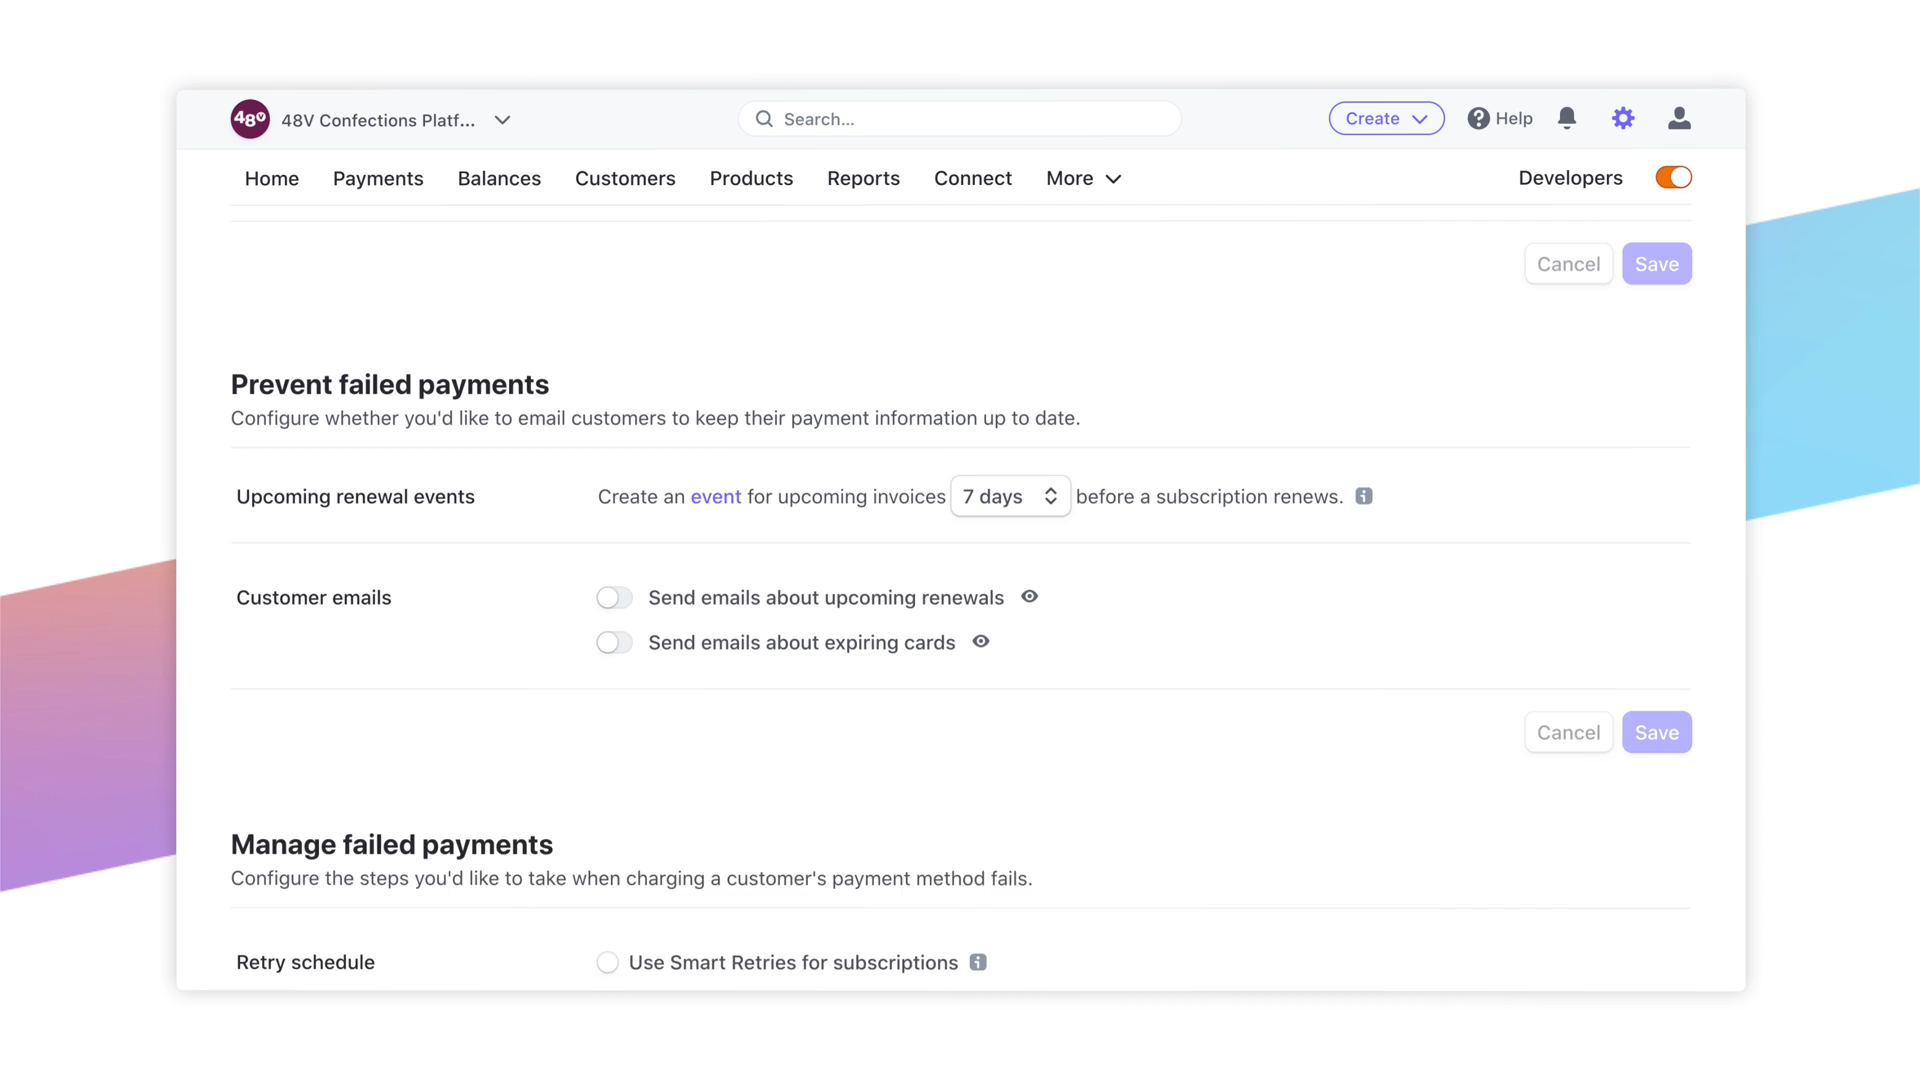 48V
48V Confections Platf...
Search...
Create
Help
Home Payments Balances Customers Products Reports Connect More
Developers
Cancel Save
Prevent failed payments
Configure whether you'd like to email customers to keep their payment information up to date.
Upcoming renewal events
Create an event for upcoming invoices 7 days before a subscription renews.
Customer emails
Send emails about upcoming renewals
Send emails about expiring cards
Cancel Save
Manage failed payments
Configure the steps you'd like to take when charging a customer's payment method fails.
Retry schedule
Use Smart Retries for subscriptions